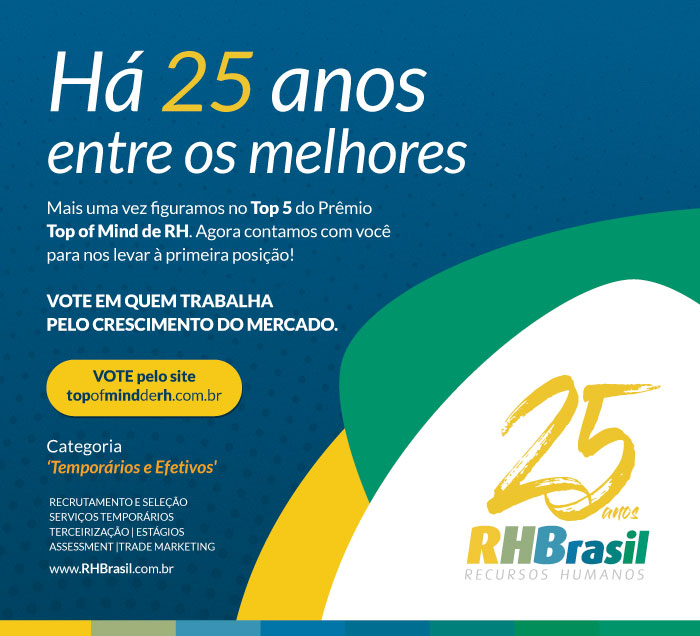 Há 25 anos
entre os melhores
Mais uma vez figuramos no Top 5 do Prêmio
Top of Mind de RH. Agora contamos com você
para nos levar à primeira posição!
VOTE EM QUEM TRABALHA
PELO CRESCIMENTO DO MERCADO.
VOTE pelo site
topofmindderh.com.br
Categoria
‘Temporários e Efetivos'
RECRUTAMENTO E SELEÇÃO
SERVIÇOS TEMPORÁRIOS
TERCEIRIZAÇÃO | ESTÁGIOS
ASSESSMENT |TRADE MARKETING
www.RHBrasil.com.br
25
anos
RHBrasil
RECURSOS HUMANOS